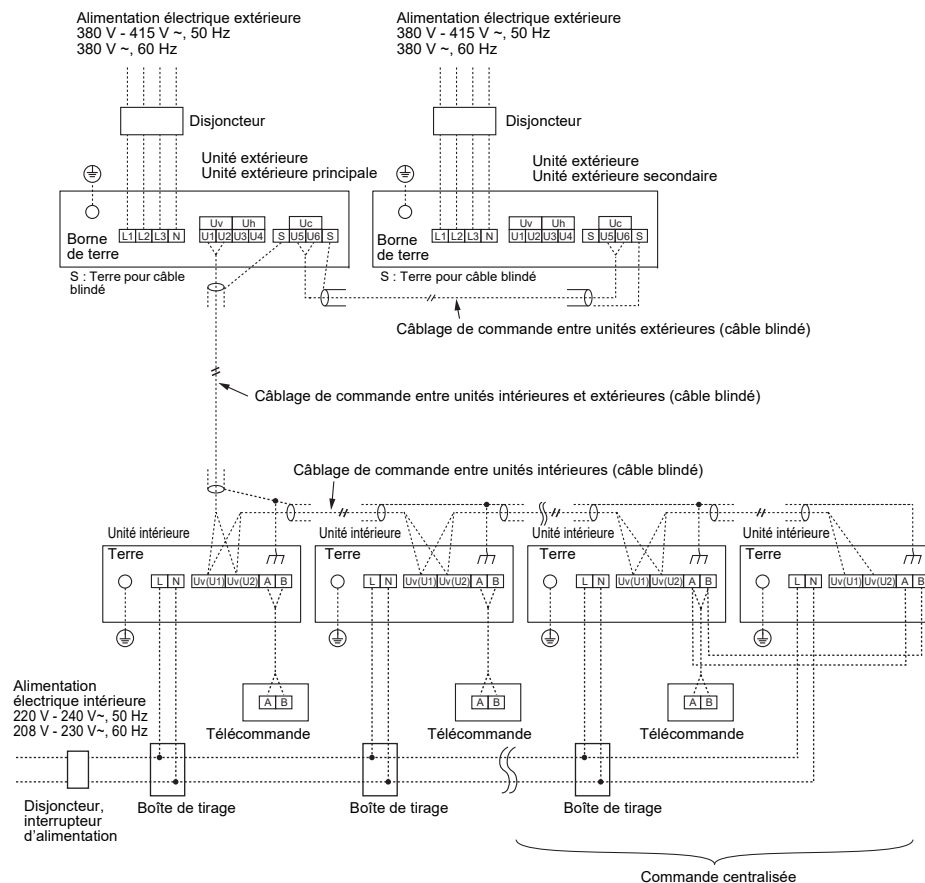 Alimentation électrique extérieure
380 V - 415 V ~, 50 Hz
380 V ~, 60 Hz
Alimentation électrique extérieure
380 V - 415 V ~, 50 Hz
380 V ~, 60 Hz
Disjoncteur
Disjoncteur
Unité extérieure
Unité extérieure principale
Unité extérieure
Unité extérieure secondaire
Uv Uh Uc
L1 L2 L3 N U1 U2 U3 U4 S U5 U6 S
Borne
de terre
Uv Uh Uc
L1 L2 L3 N U1 U2 U3 U4 S U5 U6 S
Borne
de terre
S : Terre pour câble
blindé
S : Terre pour câble blindé
Câblage de commande entre unités extérieures (câble blindé)
Câblage de commande entre unités intérieures et extérieures (câble blindé)
Câblage de commande entre unités intérieures (câble blindé)
Unité intérieure
Unité intérieure
Unité intérieure
Unité intérieure
Terre
Terre
Terre
Terre
L N Uv(U1) Uv(U2) A B
L N Uv(U1) Uv(U2) A B
L N Uv(U1) Uv(U2) A B
L N Uv(U1) Uv(U2) A B
A B
A B
A B
Télécommande
Télécommande
Télécommande
Alimentation
électrique intérieure
220 V - 240 V~, 50 Hz
208 V - 230 V~, 60 Hz
Disjoncteur,
interrupteur
d'alimentation
Boîte de tirage
Boîte de tirage
Boîte de tirage
Commande centralisée